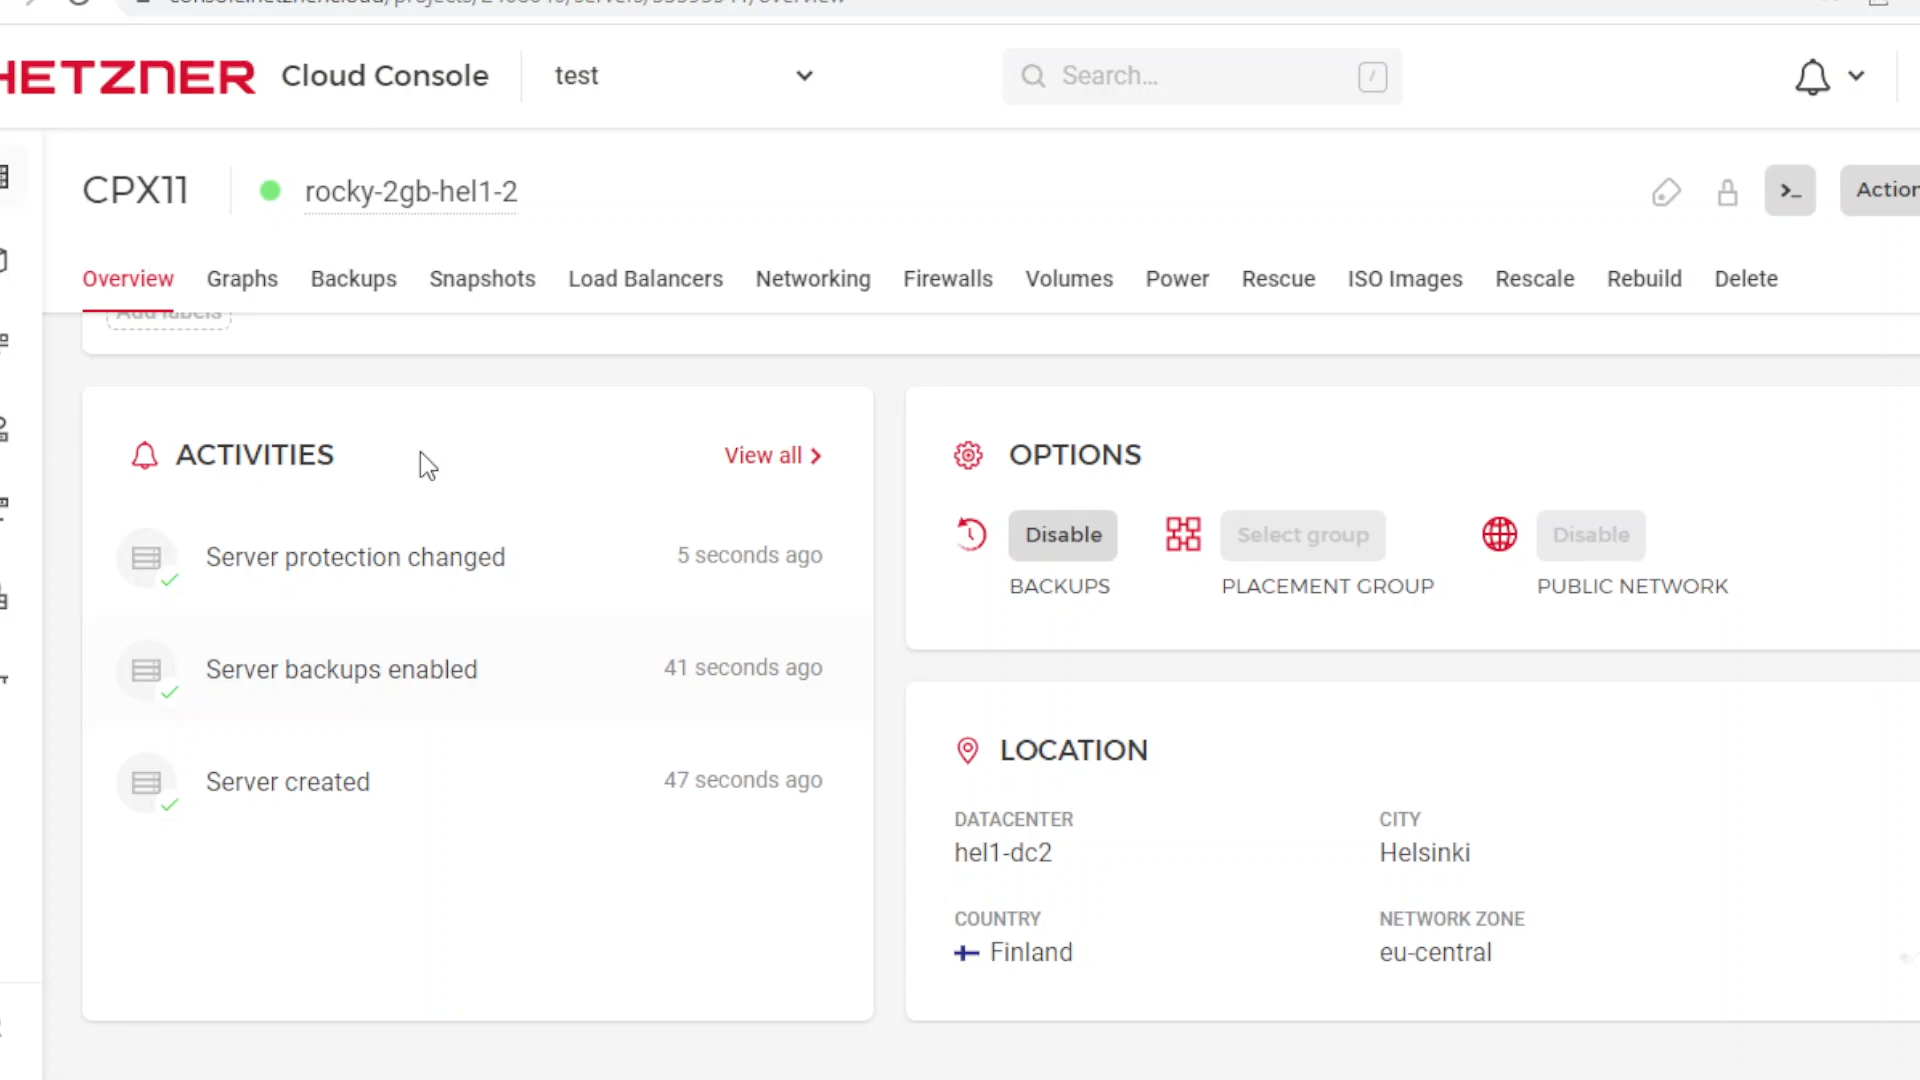 HETZNER Cloud Console test Search... /
CPX11 rocky-2gb-hel1-2 >_ Action
Overview Graphs Backups Snapshots Load Balancers Networking Firewalls Volumes Power Rescue ISO Images Rescale Rebuild Delete
Add labels
ACTIVITIES View all
Server protection changed 5 seconds ago
Server backups enabled 41 seconds ago
Server created 47 seconds ago
OPTIONS
Disable Select group Disable
BACKUPS PLACEMENT GROUP PUBLIC NETWORK
LOCATION
DATACENTER CITY
hel1-dc2 Helsinki
COUNTRY NETWORK ZONE
Finland eu-central